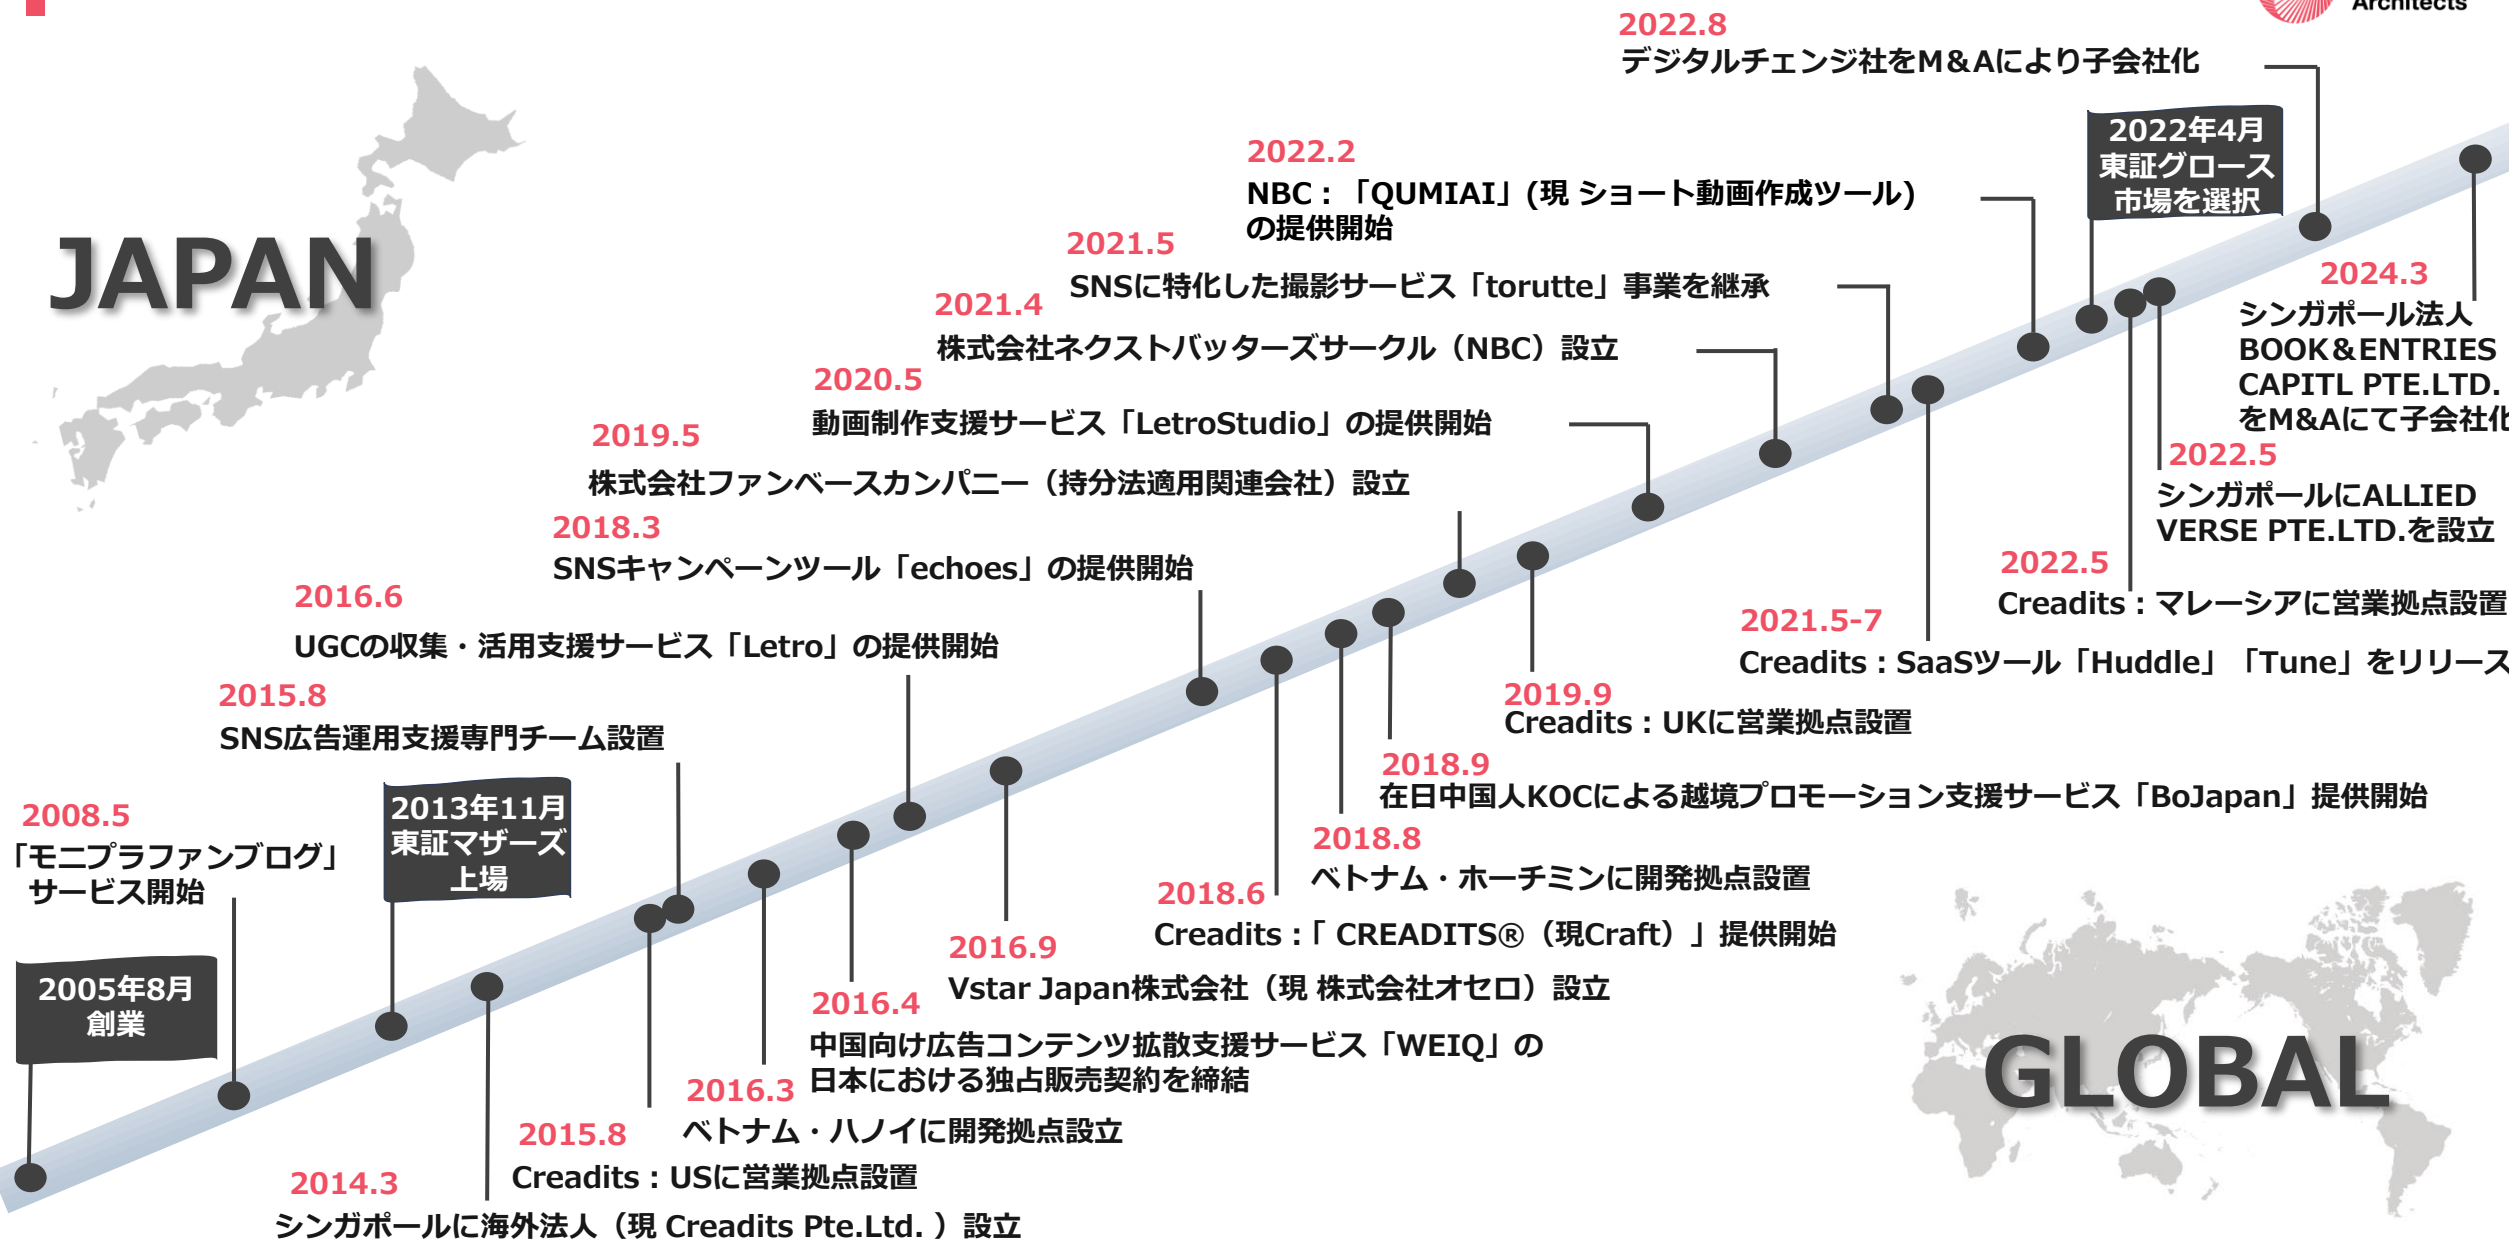 Architects
2022.8
デジタルチェンジ社をM&Aにより子会社化
2022年4月
東証グロース
市場を選択
2022.2
NBC：「QUMIAI」(現 ショート動画作成ツール)
の提供開始
2021.5
SNSに特化した撮影サービス「torutte」事業を継承
2021.4
株式会社ネクストバッターズサークル（NBC）設立
2020.5
動画制作支援サービス「LetroStudio」の提供開始
2019.5
株式会社ファンベースカンパニー（持分法適用関連会社）設立
2018.3
SNSキャンペーンツール「echoes」の提供開始
2016.6
UGCの収集・活用支援サービス「Letro」の提供開始
2015.8
SNS広告運用支援専門チーム設置
2013年11月
東証マザーズ
上場
2008.5
「モニプラファンブログ」
サービス開始
2005年8月
創業
JAPAN
2024.3
シンガポール法人
BOOK&ENTRIES
CAPITL PTE.LTD.
をM&Aにて子会社化
2022.5
シンガポールにALLIED
VERSE PTE.LTD.を設立
2022.5
Creadits：マレーシアに営業拠点設置
2021.5-7
Creadits：SaaSツール「Huddle」「Tune」をリリース
2019.9
Creadits：UKに営業拠点設置
2018.9
在日中国人KOCによる越境プロモーション支援サービス「BoJapan」提供開始
2018.8
ベトナム・ホーチミンに開発拠点設置
2018.6
Creadits：「 CREADITS®（現Craft）」提供開始
2016.9
Vstar Japan株式会社（現 株式会社オセロ）設立
2016.4
中国向け広告コンテンツ拡散支援サービス「WEIQ」の
日本における独占販売契約を締結
2016.3
ベトナム・ハノイに開発拠点設立
2015.8
Creadits：USに営業拠点設置
2014.3
シンガポールに海外法人（現 Creadits Pte.Ltd. ）設立
GLOBAL